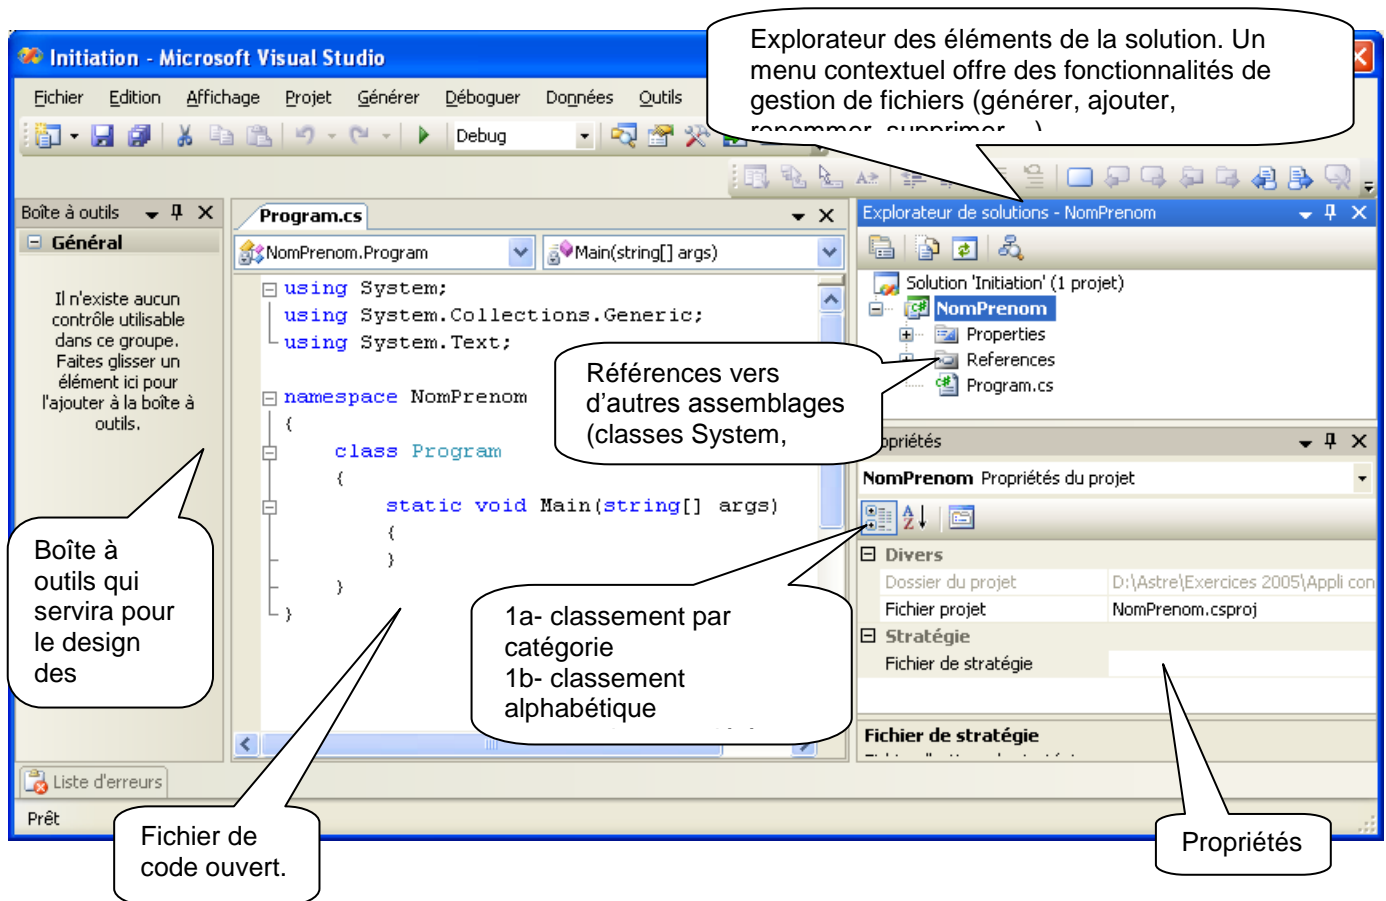 Explorateur des éléments de la solution. Un
menu contextuel offre des fonctionnalités de
gestion de fichiers (générer, ajouter,
renommer, supprimer...)
Initiation - Microsoft Visual Studio
Fichier Edition Affichage Projet Générer Déboguer Données Outils
Debug
Boîte à outils
Général
Il n'existe aucun
contrôle utilisable
dans ce groupe.
Faites glisser un
élément ici pour
l'ajouter à la boîte à
outils.
Boîte à
outils qui
servira pour
le design
des
Program.cs
NomPrenom.Program
Main(string[] args)
using System;
using System.Collections.Generic;
using System.Text;
namespace NomPrenom
{
class Program
{
static void Main(string[] args)
{
}
}
}
Références vers
d'autres assemblages
(classes System,
1a- classement par
catégorie
1b- classement
alphabétique
Explorateur de solutions - NomPrenom
Solution 'Initiation' (1 projet)
NomPrenom
Properties
References
Program.cs
opriétés
NomPrenom Propriétés du projet
Divers
Dossier du projet D:\Astre\Exercices 2005\Appli con
Fichier projet NomPrenom.csproj
Stratégie
Fichier de stratégie
Fichier de stratégie
Liste d'erreurs
Prêt
Fichier de
code ouvert.
Propriétés